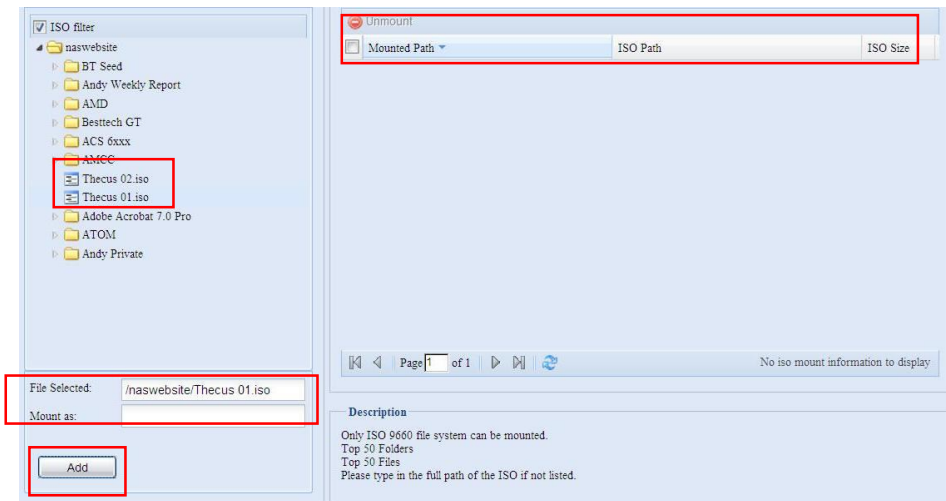 ISO filter
naswebsite
BT Seed
Andy Weekly Report
AMD
Besttech GT
ACS 6xxx
AMCC
Thecus 02.iso
Thecus 01.iso
Adobe Acrobat 7.0 Pro
ATOM
Andy Private
File Selected: /naswebsite/Thecus 01.iso
Mount as:
Add
Unmount
Mounted Path ISO Path ISO Size
Page 1 of 1 No iso mount information to display
Description
Only ISO 9660 file system can be mounted.
Top 50 Folders
Top 50 Files
Please type in the full path of the ISO if not listed.